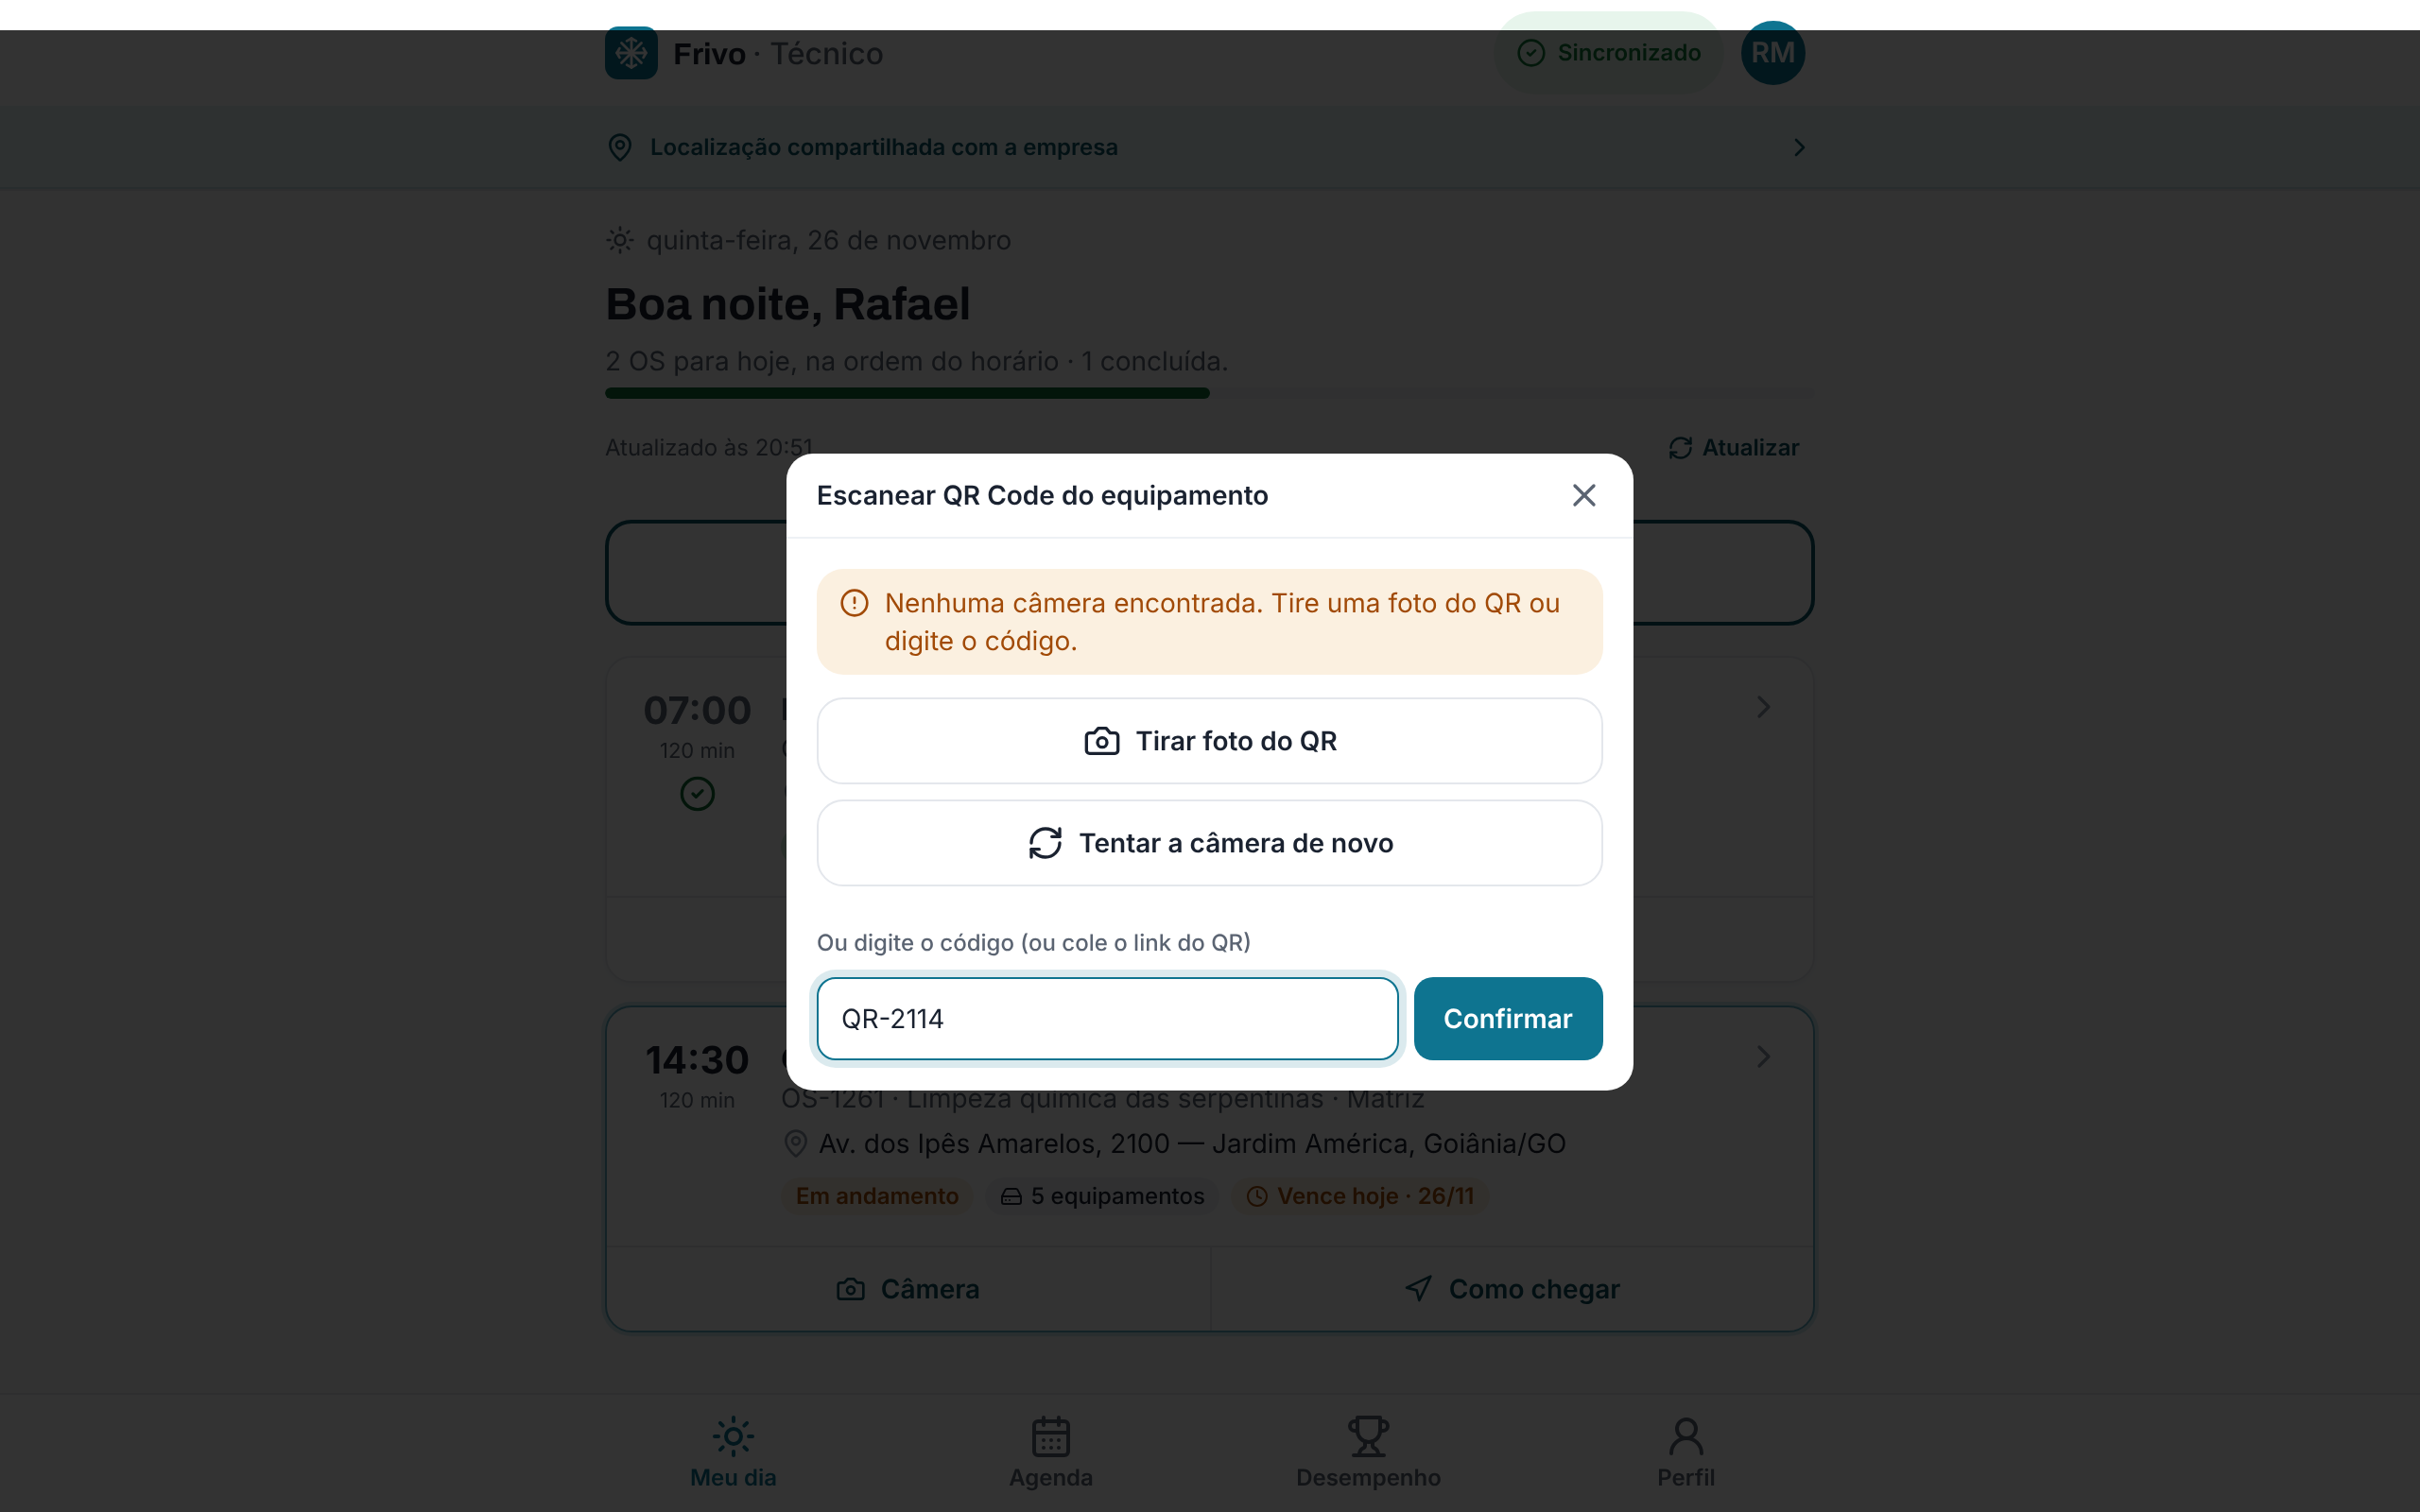 Frivo · Técnico
Sincronizado
RM
Localização compartilhada com a empresa
quinta-feira, 26 de novembro
Boa noite, Rafael
2 OS para hoje, na ordem do horário · 1 concluída.
Atualizado às 20:51
Atualizar
Escanear QR Code do equipamento
Nenhuma câmera encontrada. Tire uma foto do QR ou
digite o código.
07:00
120 min
Tirar foto do QR
Tentar a câmera de novo
Ou digite o código (ou cole o link do QR)
QR-2114
Confirmar
14:30
120 min
OS-1261 · Limpeza química das serpentinas · Matriz
Av. dos Ipês Amarelos, 2100 — Jardim América, Goiânia/GO
Em andamento
5 equipamentos
Vence hoje · 26/11
Câmera
Como chegar
Meu dia
Agenda
Desempenho
Perfil